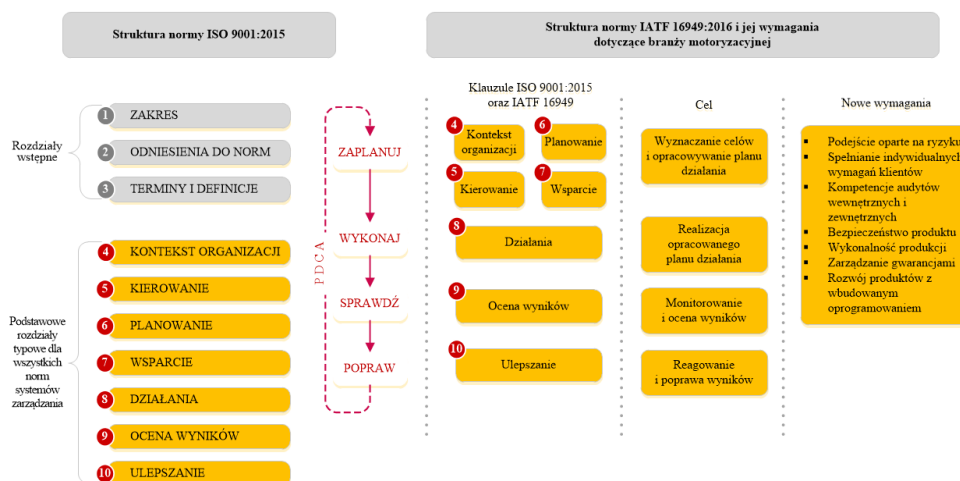 Struktura normy ISO 9001:2015
Struktura normy IATF 16949:2016 i jej wymagania
dotyczące branży motoryzacyjnej
Rozdziały
wstępne
1 ZAKRES
2 ODNIESIENIA DO NORM
3 TERMINY I DEFINICJE
Podstawowe
rozdziały
typowe dla
wszystkich
norm
systemów
zarządzania
4 KONTEKST ORGANIZACJI
5 KIEROWANIE
6 PLANOWANIE
7 WSPARCIE
8 DZIAŁANIA
9 OCENA WYNIKÓW
10 ULEPSZANIE
PDCA
ZAPLANUJ
WYKONAJ
SPRAWDŹ
POPRAW
Klauzule ISO 9001:2015
oraz IATF 16949
4 Kontekst
organizacji
6 Planowanie
5 Kierowanie
7 Wsparcie
8 Działania
9 Ocena wyników
10 Ulepszanie
Cel
Wyznaczanie celów
i opracowywanie planu
działania
Realizacja
opracowanego
planu działania
Monitorowanie
i ocena wyników
Reagowanie
i poprawa wyników
Nowe wymagania
▪ Podejście oparte na ryzyku
▪ Spełnianie indywidualnych
wymagań klientów
▪ Kompetencje audytów
wewnętrznych i
zewnętrznych
▪ Bezpieczeństwo produktu
▪ Wykonalność produkcji
▪ Zarządzanie gwarancjami
▪ Rozwój produktów z
wbudowanym
oprogramowaniem